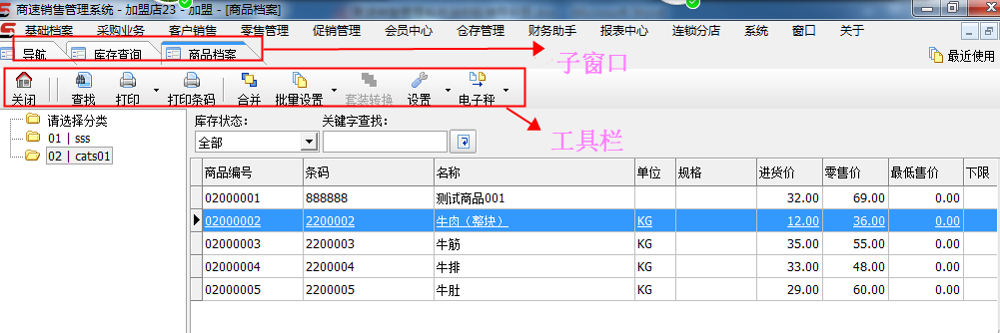 商速销售管理系统 - 加盟店23 - 加盟 - [商品档案]
基础档案 采购业务 客户销售 零售管理 促销管理 会员中心 仓存管理 财务助手 报表中心 连锁分店 系统 窗口 关于
导航 库存查询 商品档案 子窗口 最近使用
关闭 查找 打印 打印条码 合并 批量设置 套装转换 设置 电子秤 工具栏
请选择分类
01 | sss
02 | cats01
库存状态: 关键字查找:
全部
商品编号 条码 名称 单位 规格 进货价 零售价 最低售价 下限
02000001 888888 测试商品001 32.00 69.00 0.00
02000002 2200002 牛肉（整块） KG 12.00 36.00 0.00
02000003 2200003 牛筋 KG 35.00 55.00 0.00
02000004 2200004 牛排 KG 33.00 48.00 0.00
02000005 2200005 牛肚 KG 29.00 60.00 0.00